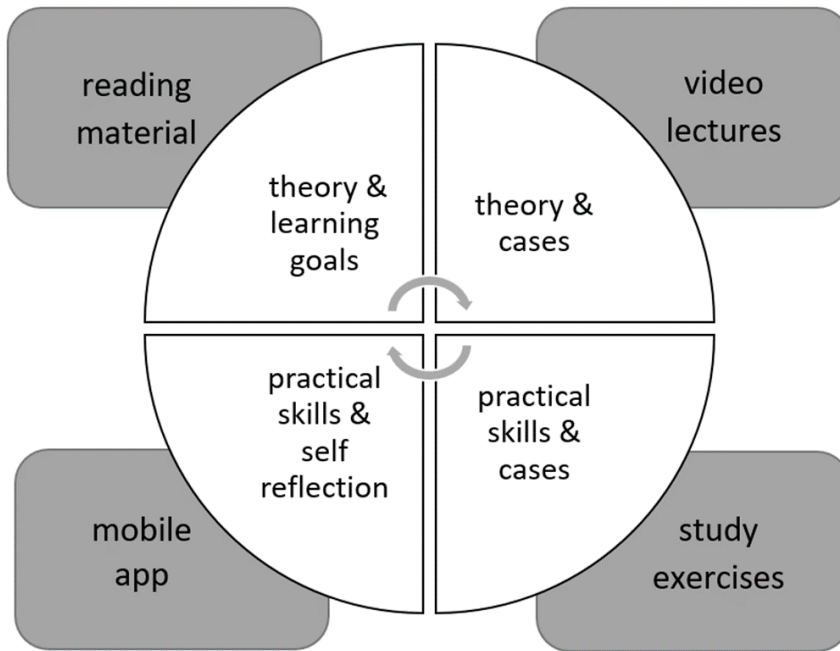 reading
material
video
lectures
theory &
learning
goals
theory &
cases
practical
skills &
self
reflection
practical
skills &
cases
mobile
app
study
exercises